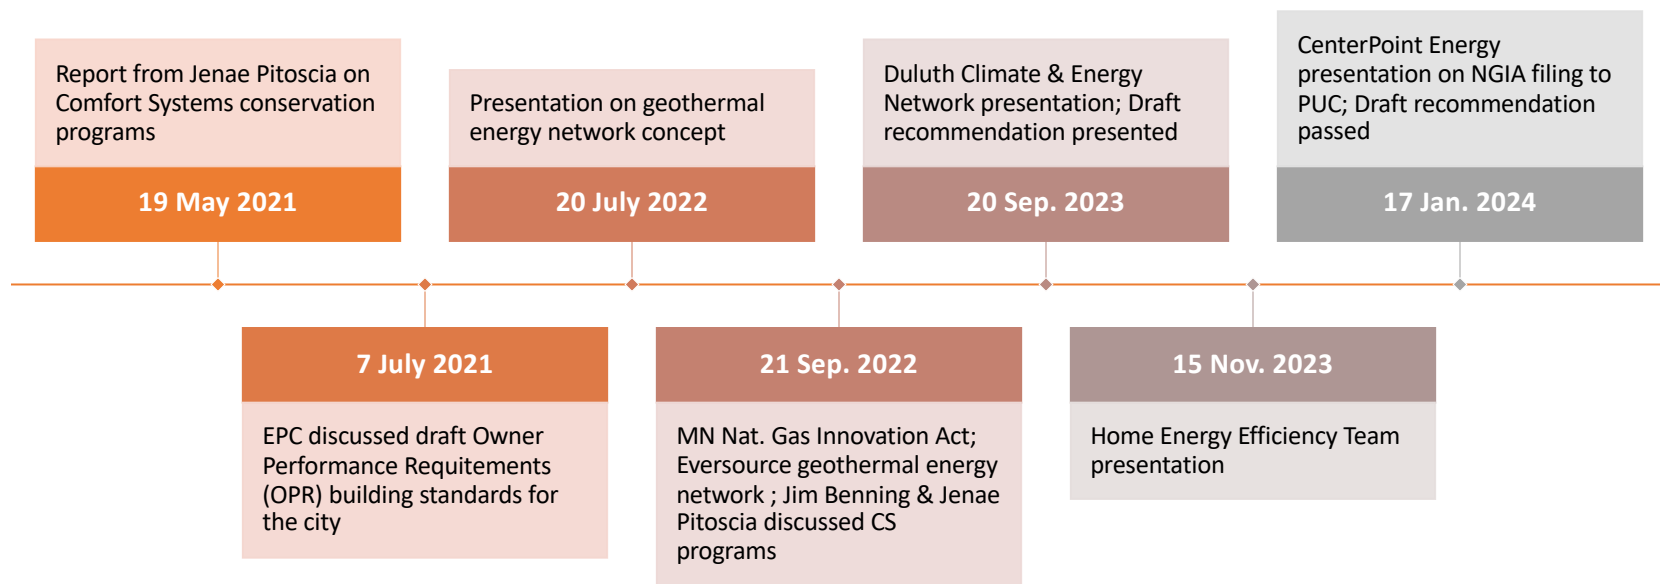 Report from Jenae Pitoscia on
Comfort Systems conservation
programs
19 May 2021
7 July 2021
EPC discussed draft Owner
Performance Requitements
(OPR) building standards for
the city
Presentation on geothermal
energy network concept
20 July 2022
21 Sep. 2022
MN Nat. Gas Innovation Act;
Eversource geothermal energy
network ; Jim Benning & Jenae
Pitoscia discussed CS
programs
Duluth Climate & Energy
Network presentation; Draft
recommendation presented
20 Sep. 2023
15 Nov. 2023
Home Energy Efficiency Team
presentation
CenterPoint Energy
presentation on NGIA filing to
PUC; Draft recommendation
passed
17 Jan. 2024